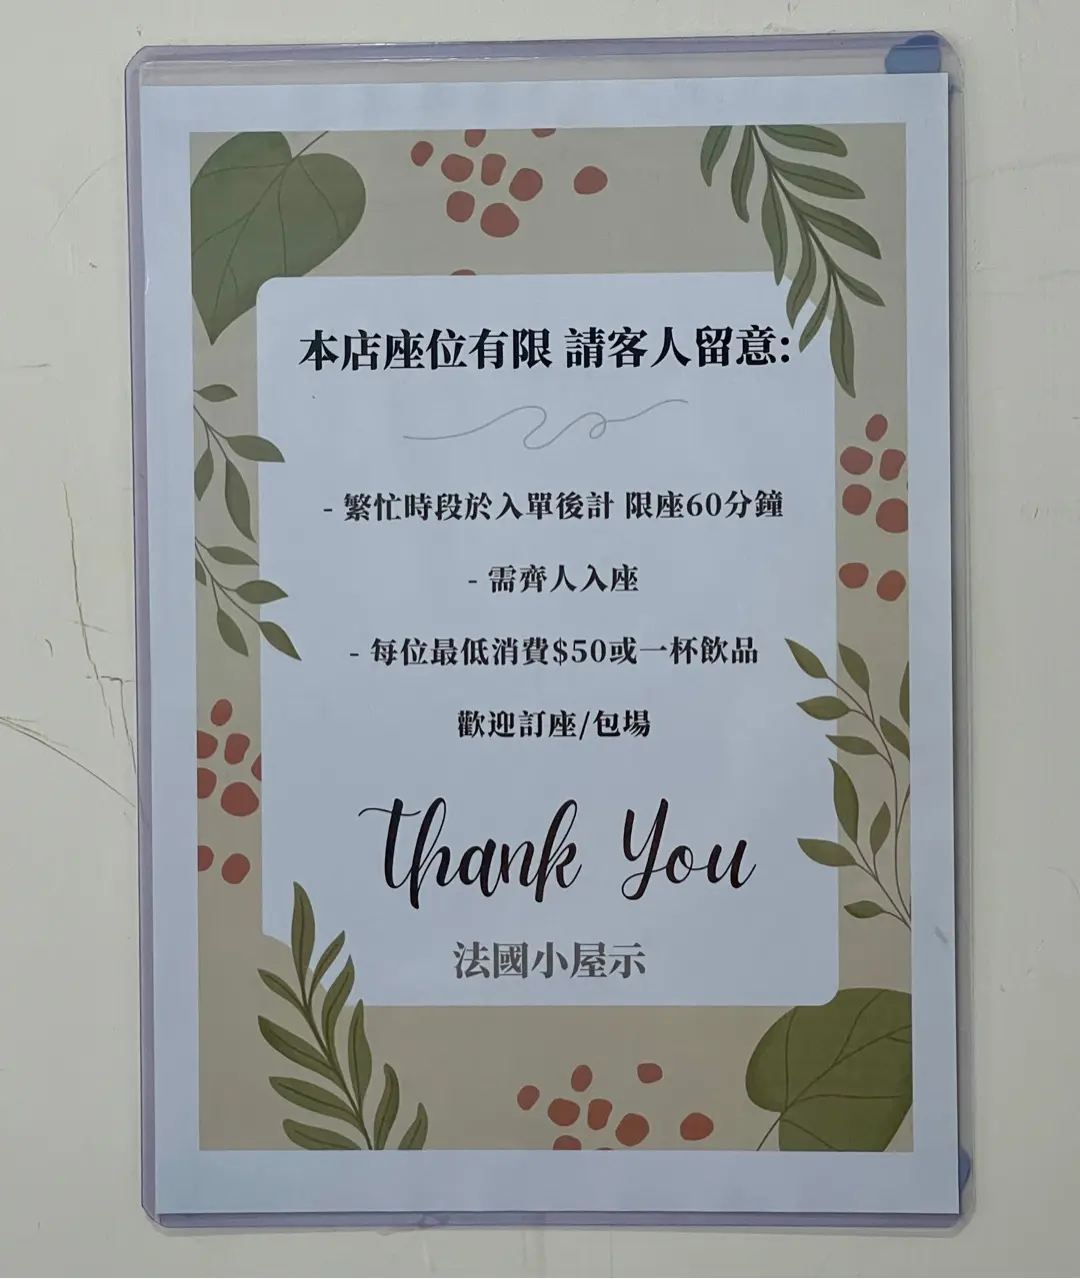 本店座位有限 請客人留意:
- 繁忙時段於入單後計 限座60分鐘
- 需齊人入座
- 每位最低消費$50或一杯飲品
歡迎訂座/包場
Thank You
法國小屋示